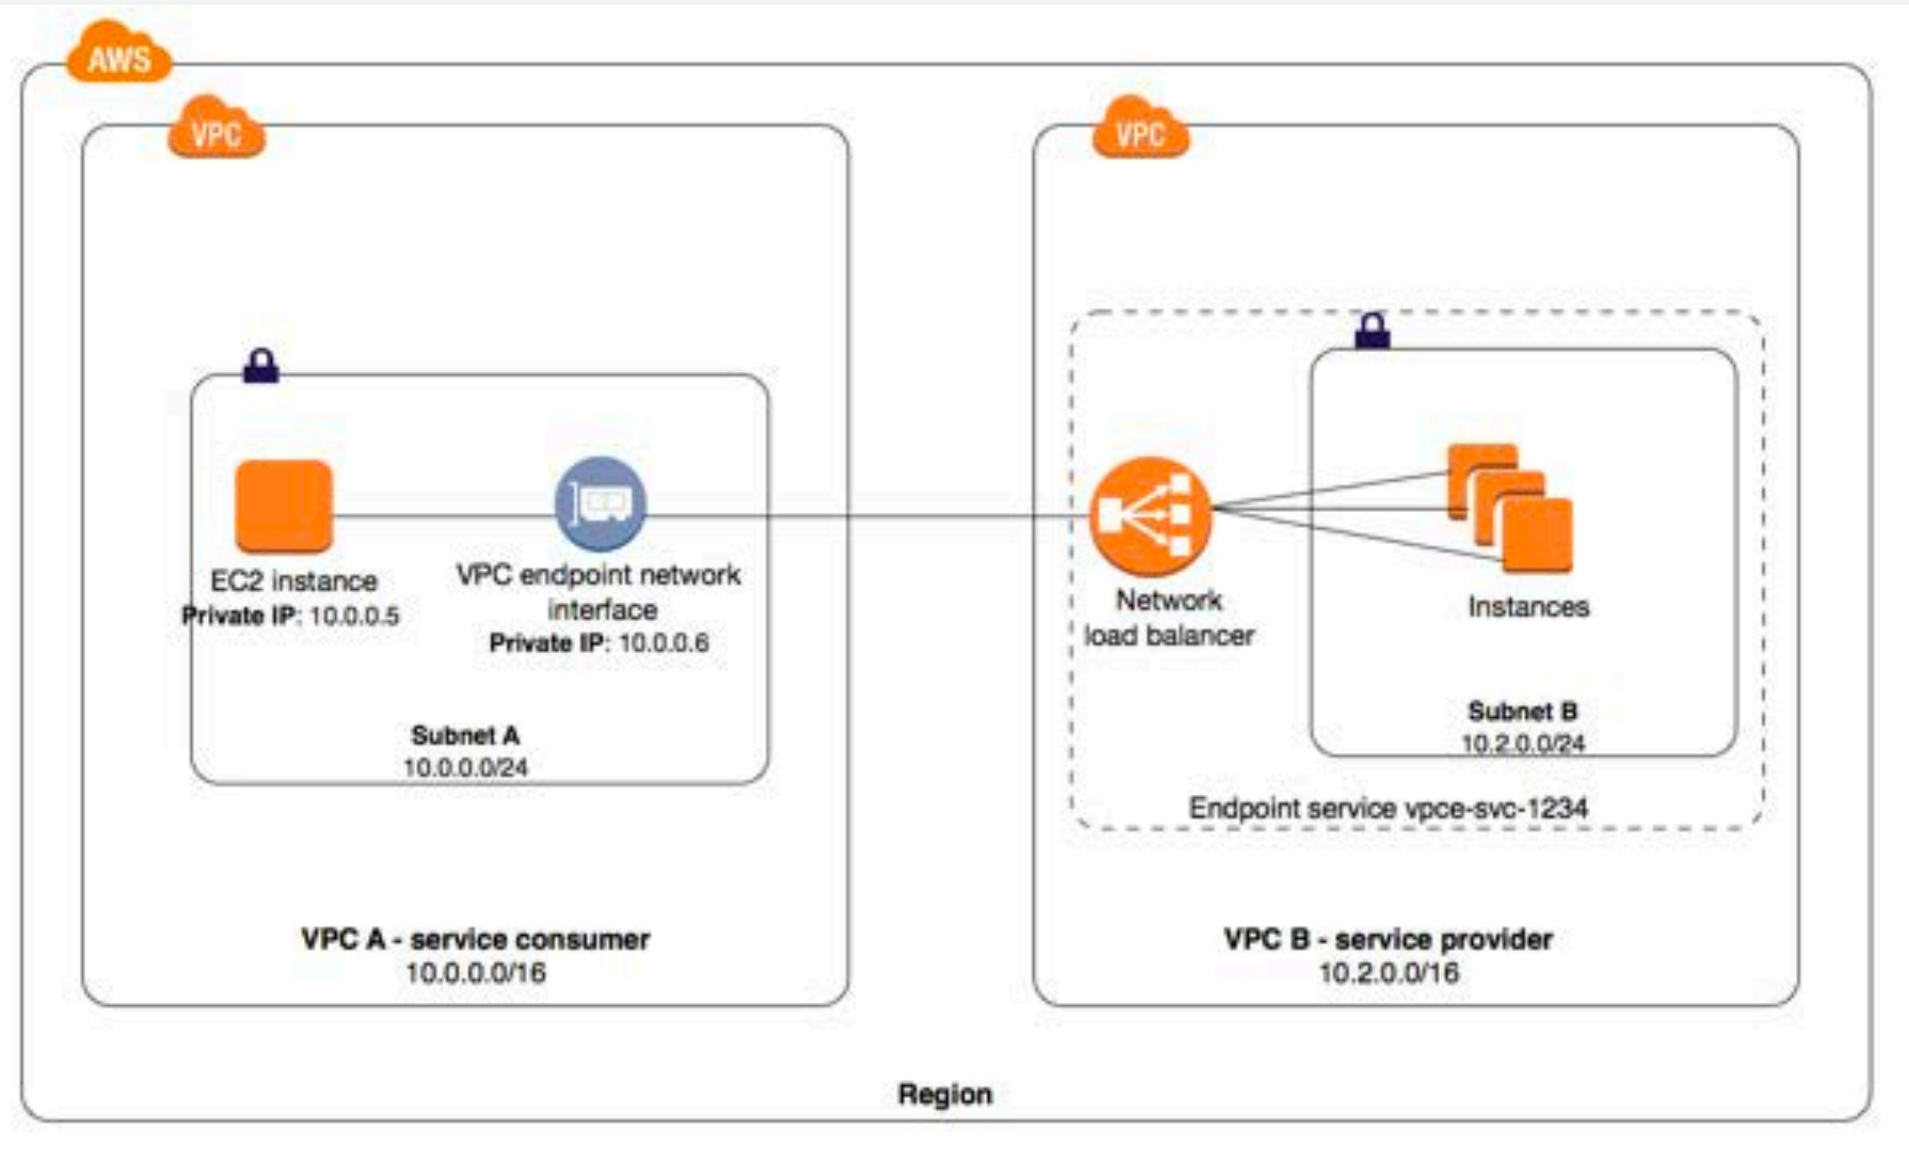 AWS
VPC
VPC
EC2 instance
Private IP: 10.0.0.5
VPC endpoint network
interface
Private IP: 10.0.0.6
Subnet A
10.0.0.0/24
VPC A - service consumer
10.0.0.0/16
Network
load balancer
Instances
Subnet B
10.2.0.0/24
Endpoint service vpce-svc-1234
VPC B - service provider
10.2.0.0/16
Region